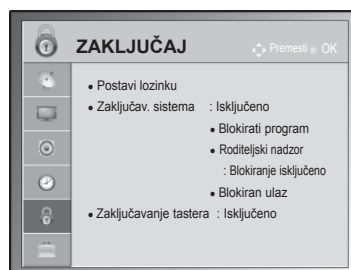 ZAKLJUČAJ
Premesti OK
• Postavi lozinku
• Zaključav. sistema : Isključeno
• Blokirati program
• Roditeljski nadzor
: Blokiranje isključeno
• Blokiran ulaz
• Zaključavanje tastera : Isključeno